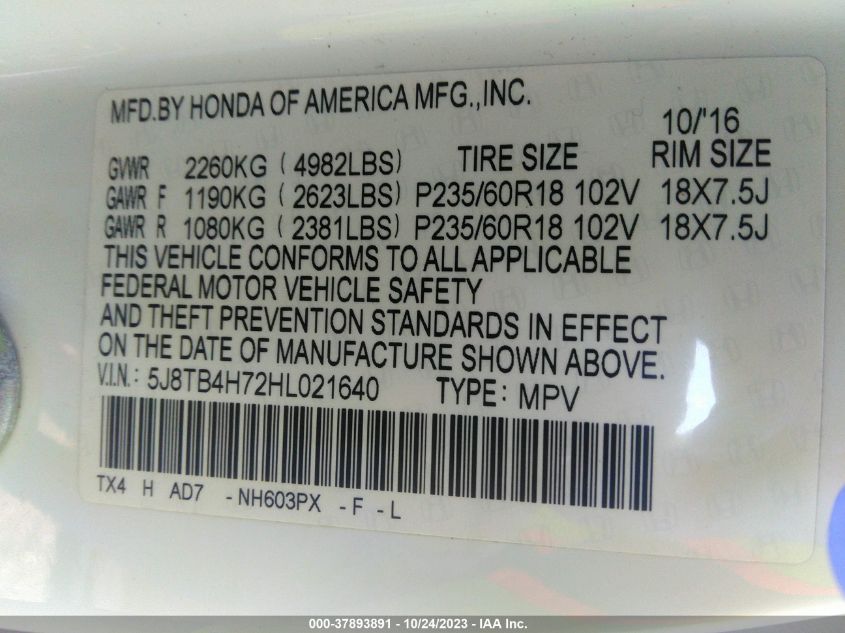 MFD.BY HONDA OF AMERICA MFG.,INC.
10/'16
GVWR 2260KG ( 4982LBS) TIRE SIZE RIM SIZE
GAWR F 1190KG ( 2623LBS) P235/60R18 102V 18X7.5J
GAWR R 1080KG ( 2381LBS) P235/60R18 102V 18X7.5J
THIS VEHICLE CONFORMS TO ALL APPLICABLE
FEDERAL MOTOR VEHICLE SAFETY
AND THEFT PREVENTION STANDARDS IN EFFECT
ON THE DATE OF MANUFACTURE SHOWN ABOVE.
V.I.N.: 5J8TB4H72HL021640 TYPE: MPV
TX4 H AD7 -NH603PX -F -L
000-37893891 - 10/24/2023 - IAA Inc.